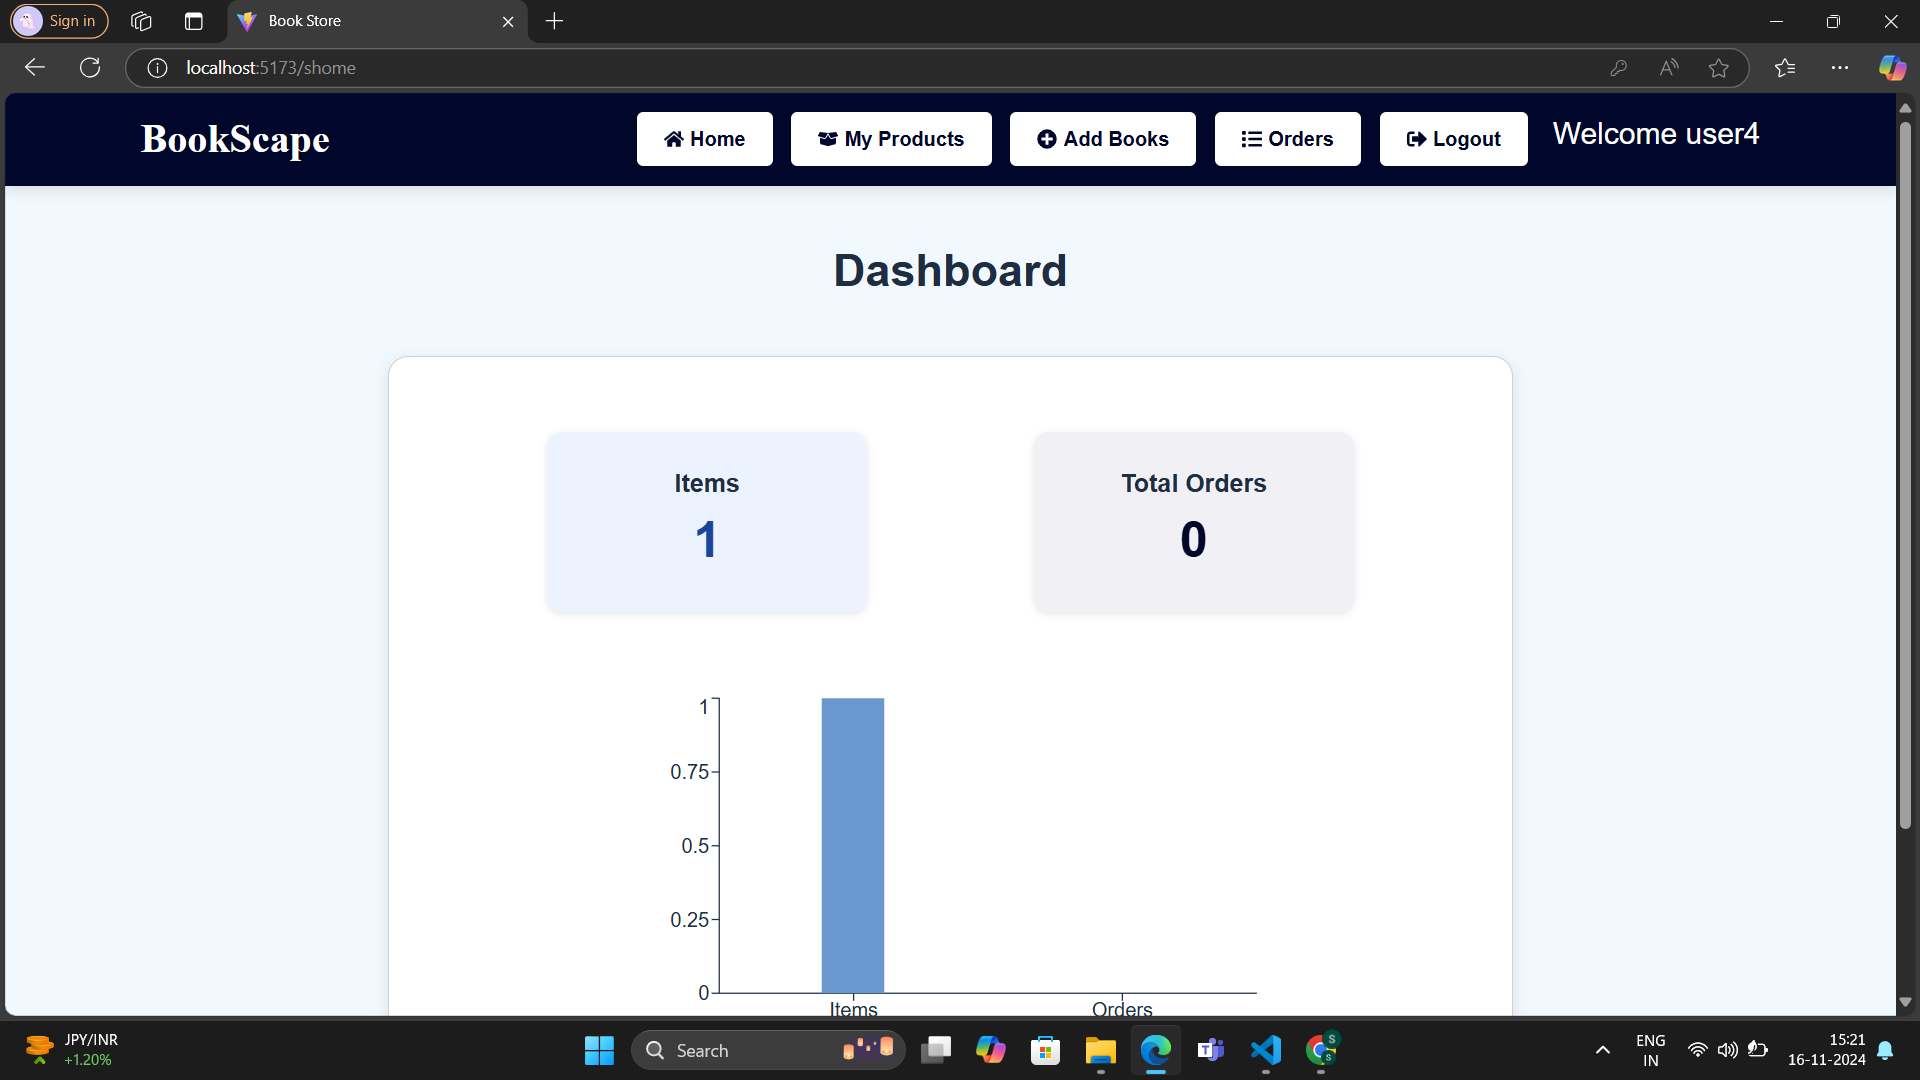 Sign in
Book Store
localhost:5173/shome
BookScape
Home
My Products
Add Books
Orders
Logout
Welcome user4
Dashboard
Items
1
Total Orders
0
1
0.75
0.5
0.25
0
Items
Orders
JPY/INR
+1.20%
Search
ENG
IN
15:21
16-11-2024